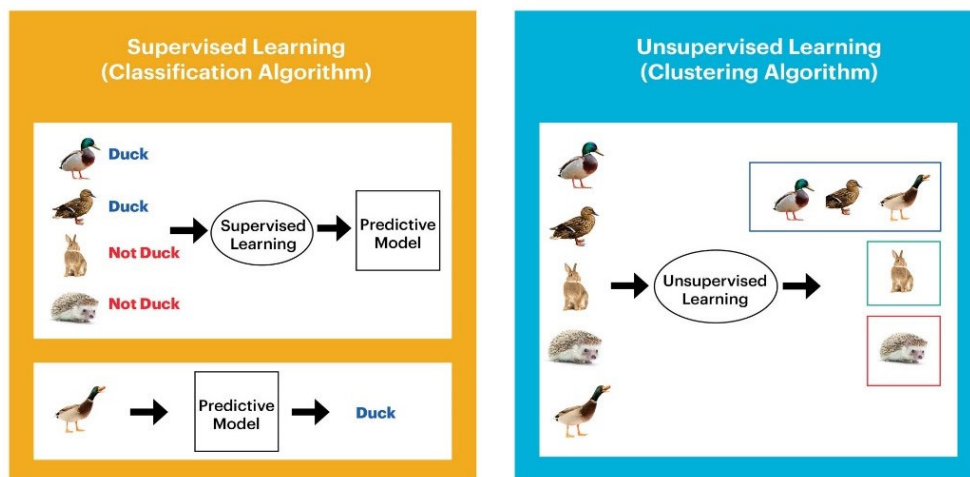 Supervised Learning
(Classification Algorithm)
Duck
Duck
Not Duck
Not Duck
Supervised
Learning
Predictive
Model
Predictive
Model
Duck
Unsupervised Learning
(Clustering Algorithm)
Unsupervised
Learning